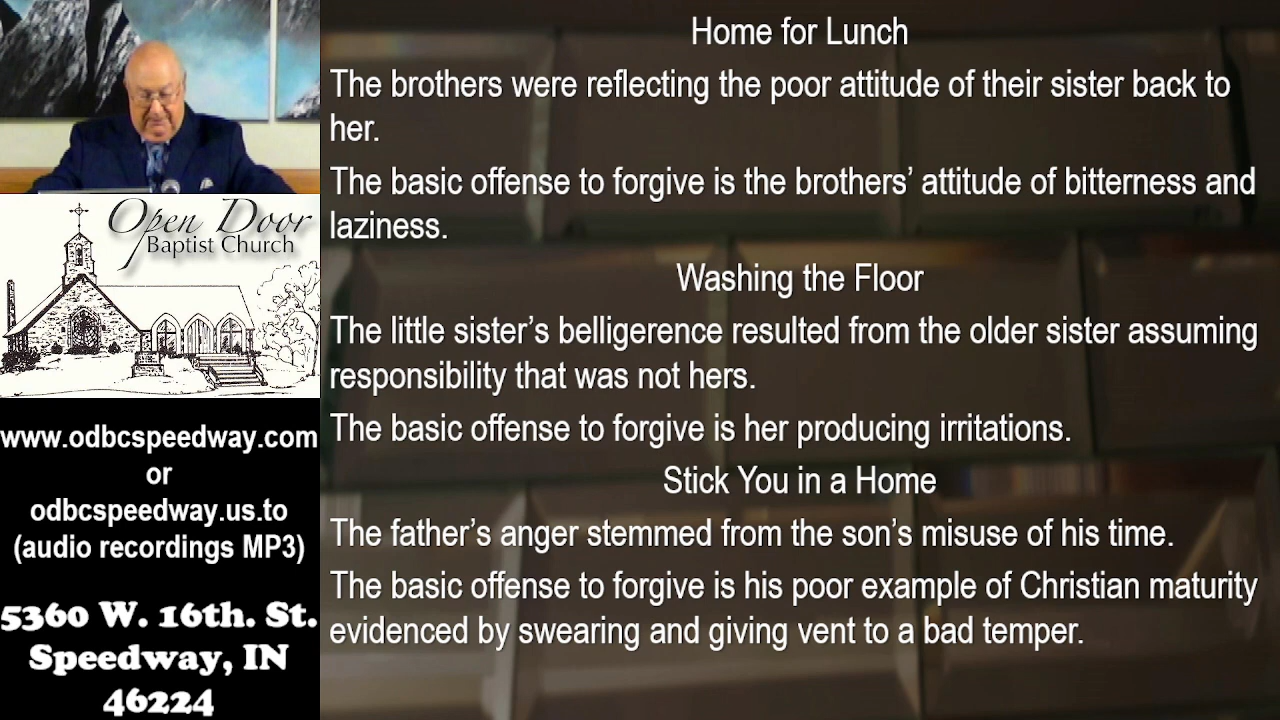 Open Door
Baptist Church
www.odbcspeedway.com
or
odbcspeedway.us.to
(audio recordings MP3)
5360 W. 16th. St.
Speedway, IN
46224
Home for Lunch
The brothers were reflecting the poor attitude of their sister back to
her.
The basic offense to forgive is the brothers’ attitude of bitterness and
laziness.
Washing the Floor
The little sister’s belligerence resulted from the older sister assuming
responsibility that was not hers.
The basic offense to forgive is her producing irritations.
Stick You in a Home
The father’s anger stemmed from the son’s misuse of his time.
The basic offense to forgive is his poor example of Christian maturity
evidenced by swearing and giving vent to a bad temper.